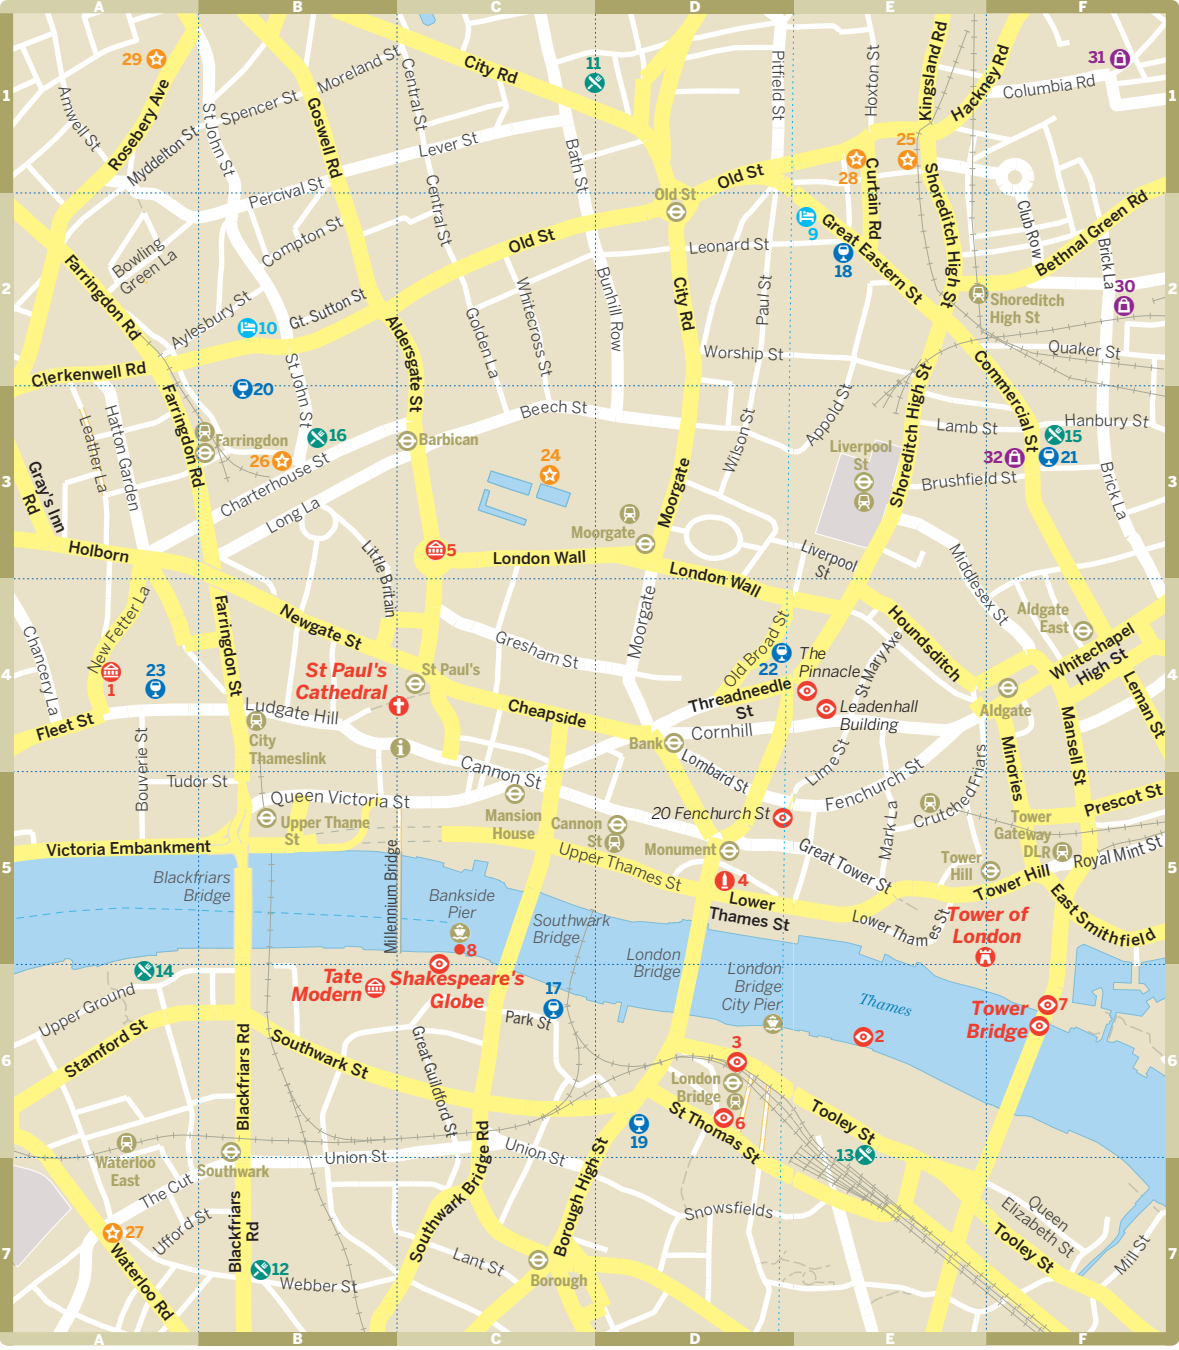 A B C D E F
1
2
3
4
5
6
7
1
2
3
4
5
6
7
29
City Rd
11
31
Kingsland Rd
Hackney Rd
Columbia Rd
Pitfield St
Hoxton St
Amwell St
Rosebery Ave
Myddelton St
St John St
Spencer St
Moreland St
Goswell Rd
Central St
Lever St
Bath St
Percival St
Central St
Compton St
Old St
Old St
Old St
25
28
Curtain Rd
Shoreditch High St
Club Row
Bethnal Green Rd
Brick La
9
18
Great Eastern St
Leonard St
Bowling
Green La
Farringdon Rd
Aylesbury St
10
Gt. Sutton St
Aldersgate St
Golden La
Whitecross St
Bunhill Row
City Rd
Paul St
Worship St
Shoreditch
High St
30
Quaker St
Clerkenwell Rd
20
St John St
16
Beech St
Barbican
Farringdon
26
Charterhouse St
Long La
Leather La
Hatton Garden
Farringdon Rd
Gray's Inn
Rd
24
Wilson St
Appold St
Shoreditch High St
Commercial St
Lamb St
Hanbury St
15
32
21
Brushfield St
Brick La
Liverpool
St
Moorgate
Moorgate
Holborn
Little Britain
5
London Wall
London Wall
Liverpool
St
Middlesex St
Chancery La
New Fetter La
Farringdon St
Newgate St
Gresham St
Moorgate
Old Broad St
St Mary Axe
Houndsditch
Aldgate
East
Whitechapel
High St
23
1
St Paul's
Cathedral
St Paul's
22
The
Pinnacle
Threadneedle
St
Leadenhall
Building
Aldgate
Leman St
Mansell St
Fleet St
Ludgate Hill
Cheapside
Cornhill
Bank
City
Thameslink
i
Bouverie St
Tudor St
Cannon St
Lombard St
Lime St
Fenchurch St
Crutched Friars
Minories
Prescot St
Queen Victoria St
Upper Thame
St
Mansion
House
Cannon
St
20 Fenchurch St
Mark La
Tower
Gateway
DLR
Royal Mint St
Victoria Embankment
Upper Thames St
Monument
Great Tower St
Tower
Hill
Tower Hill
Blackfriars
Bridge
Millennium Bridge
Bankside
Pier
Southwark
Bridge
4
Lower
Thames St
Lower Thames St
Tower of
London
East Smithfield
London
Bridge
London
Bridge
City Pier
8
Thames
14
Tate
Modern
Shakespeare's
Globe
17
Park St
2
Tower
Bridge
7
Upper Ground
Stamford St
Blackfriars Rd
Southwark St
Great Guildford St
3
London
Bridge
6
St Thomas St
Tooley St
19
13
Waterloo
East
Southwark
Union St
Union St
Southwark Bridge Rd
Borough High St
The Cut
Ufford St
Blackfriars
Rd
Snowsfields
Queen
Elizabeth St
27
Waterloo Rd
12
Webber St
Lant St
Borough
Tooley St
Mill St
A B C D E F